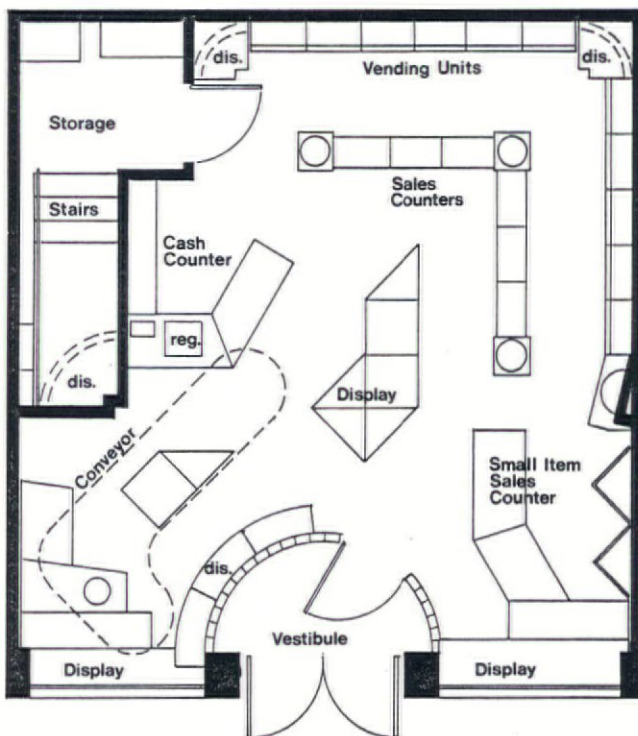 dis.
dis.
Vending Units
Storage
Sales
Counters
Stairs
Cash
Counter
reg.
dis.
Display
Conveyor
Small Item
Sales
Counter
dis.
Vestibule
Display
Display